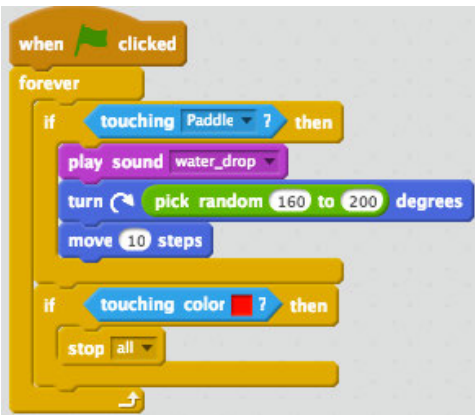 when clicked
forever
if touching Paddle ? then
play sound water_drop
turn pick random 160 to 200 degrees
move 10 steps
if touching color ? then
stop all